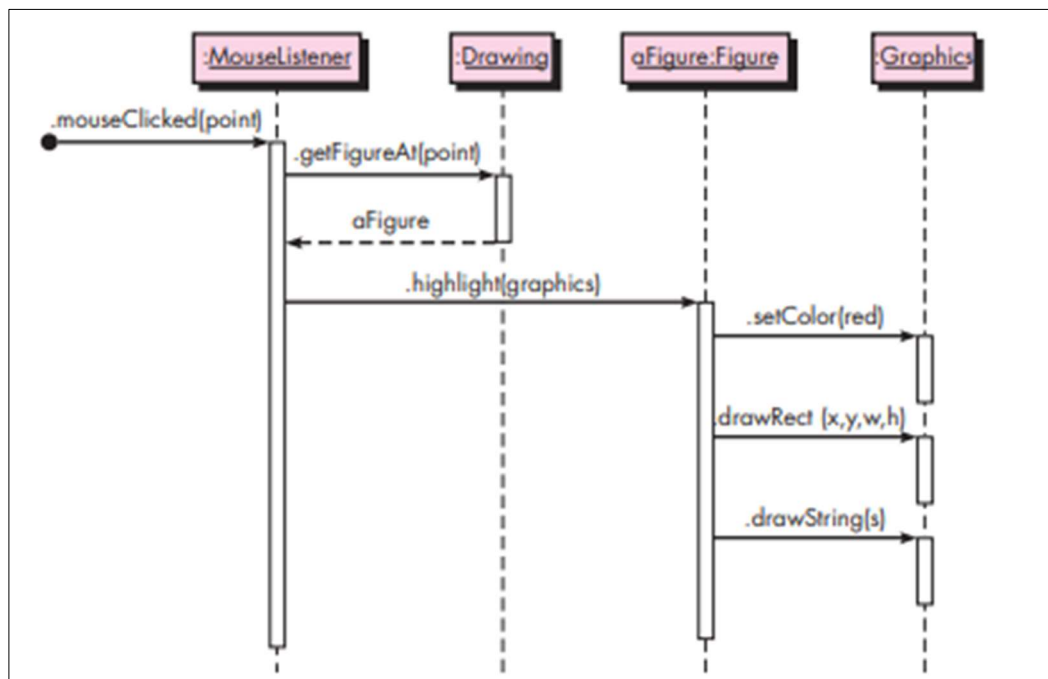 :MouseListener
:Drawing
aFigure:Figure
:Graphics
.mouseClicked(point)
.getFigureAt(point)
aFigure
.highlight(graphics)
.setColor(red)
.drawRect (x,y,w,h)
.drawString(s)